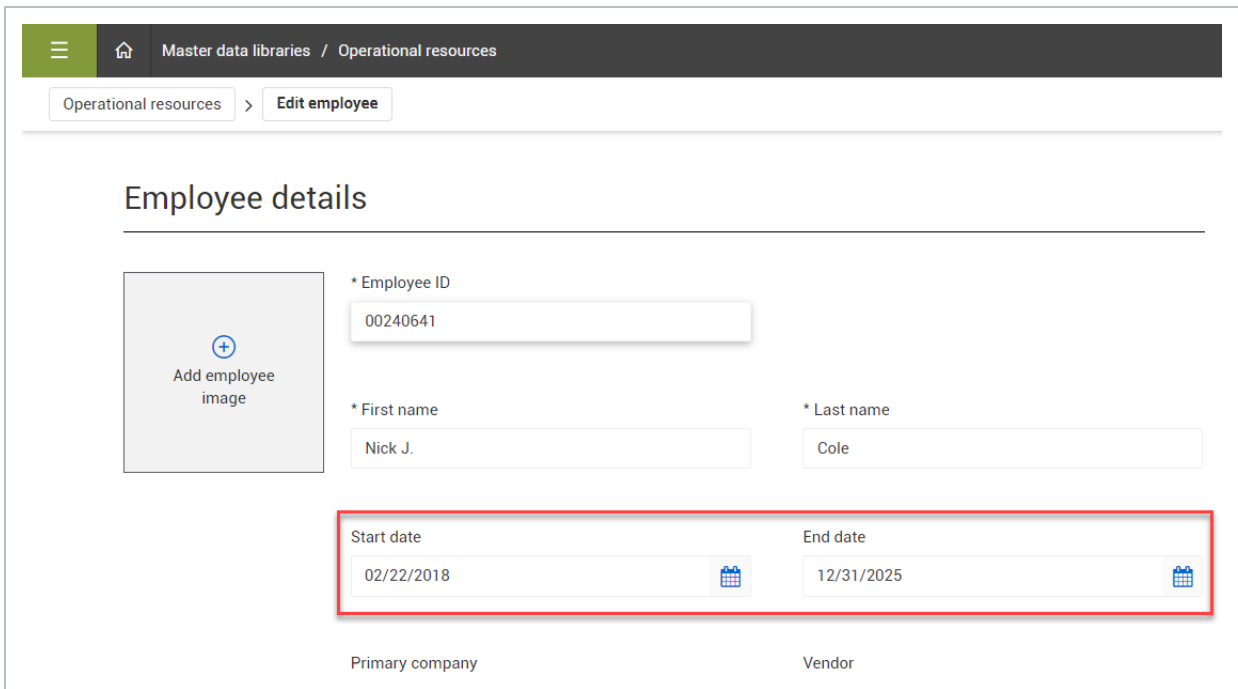 Master data libraries / Operational resources
Operational resources > Edit employee
Employee details
* Employee ID
00240641
Add employee
image
* First name
* Last name
Nick J.
Cole
Start date
End date
02/22/2018
12/31/2025
Primary company
Vendor